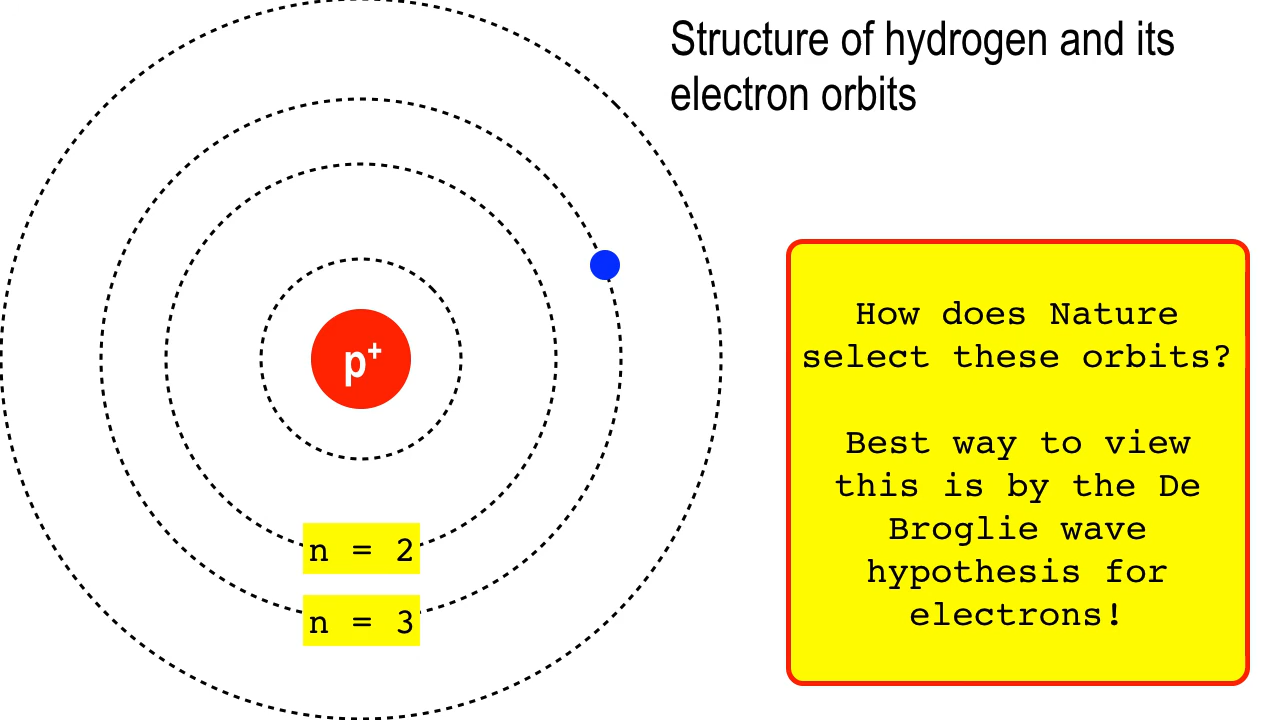 Structure of hydrogen and its
electron orbits
p⁺
n = 2
n = 3
How does Nature
select these orbits?
Best way to view
this is by the De
Broglie wave
hypothesis for
electrons!